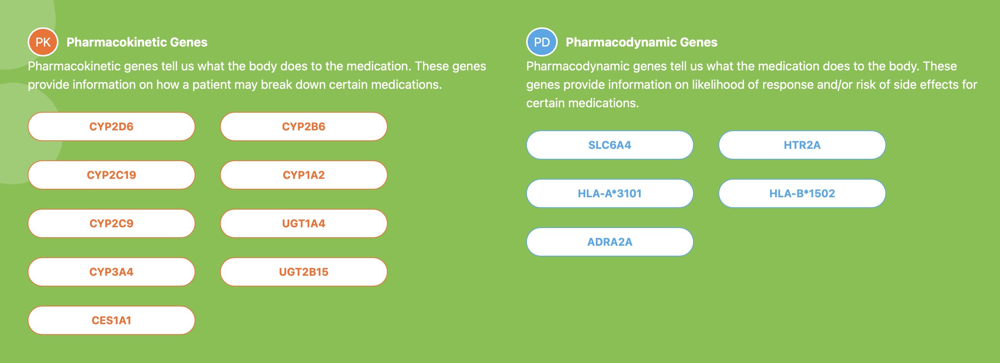 PK
Pharmacokinetic Genes
Pharmacokinetic genes tell us what the body does to the medication. These genes
provide information on how a patient may break down certain medications.
CYP2D6
CYP2B6
CYP2C19
CYP1A2
CYP2C9
UGT1A4
CYP3A4
UGT2B15
CES1A1
PD
Pharmacodynamic Genes
Pharmacodynamic genes tell us what the medication does to the body. These
genes provide information on likelihood of response and/or risk of side effects for
certain medications.
SLC6A4
HTR2A
HLA-A*3101
HLA-B*1502
ADRA2A